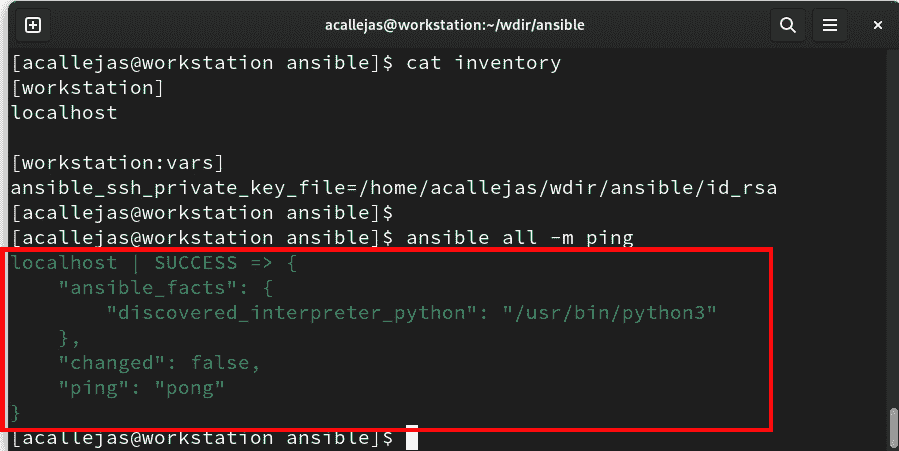 acallejas@workstation:~/wdir/ansible
[acallejas@workstation ansible]$ cat inventory
[workstation]
localhost

[workstation:vars]
ansible_ssh_private_key_file=/home/acallejas/wdir/ansible/id_rsa
[acallejas@workstation ansible]$
[acallejas@workstation ansible]$ ansible all -m ping
localhost | SUCCESS => {
    "ansible_facts": {
        "discovered_interpreter_python": "/usr/bin/python3"
    },
    "changed": false,
    "ping": "pong"
}
[acallejas@workstation ansible]$